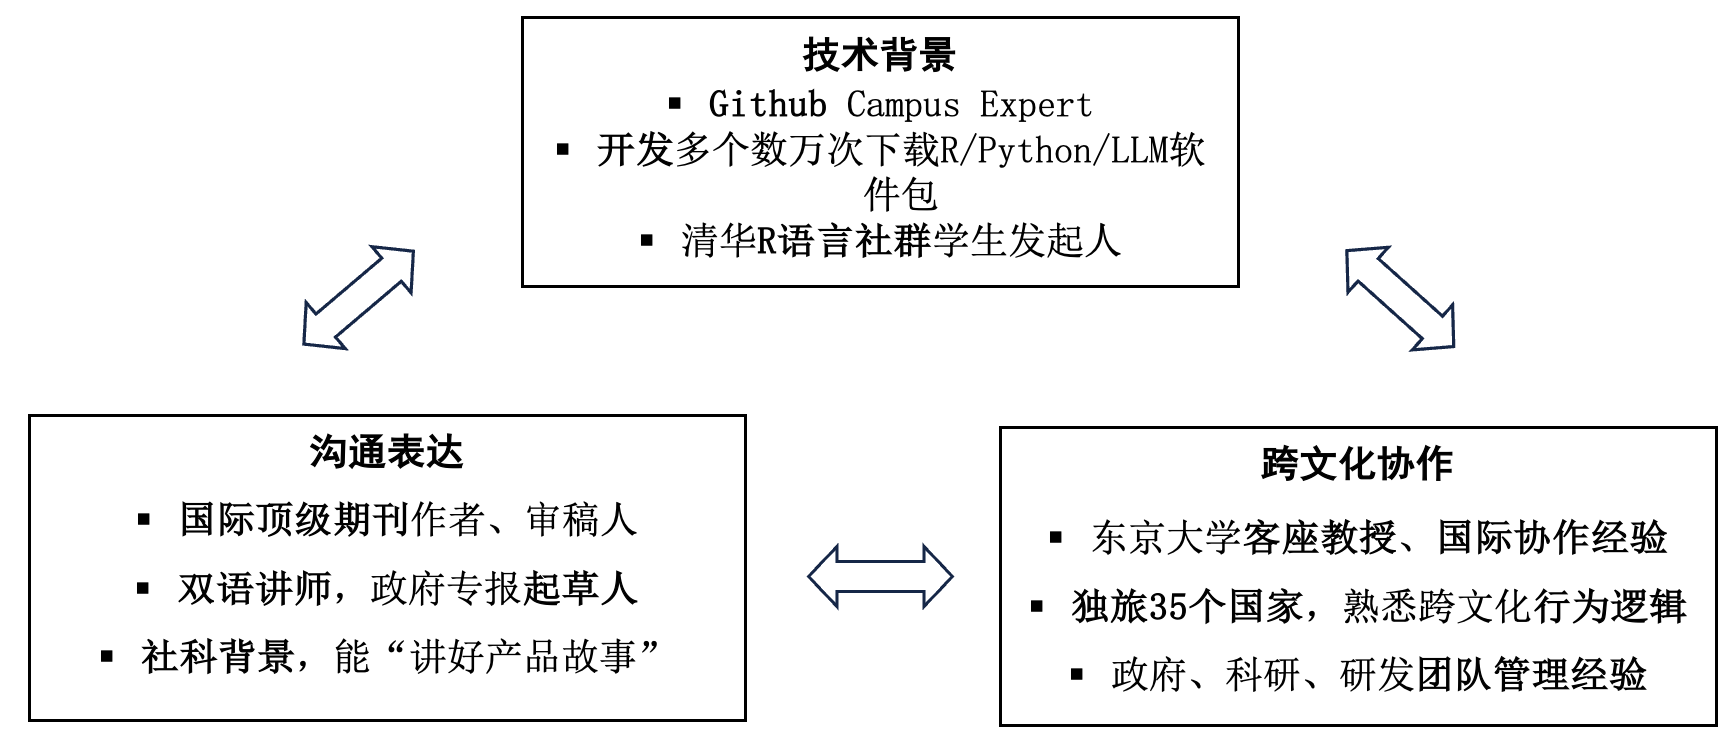 技术背景
▪ Github Campus Expert
▪ 开发多个数万次下载R/Python/LLM软
件包
▪ 清华R语言社群学生发起人
沟通表达
▪ 国际顶级期刊作者、审稿人
▪ 双语讲师，政府专报起草人
▪ 社科背景，能“讲好产品故事”
跨文化协作
▪ 东京大学客座教授、国际协作经验
▪ 独旅35个国家，熟悉跨文化行为逻辑
▪ 政府、科研、研发团队管理经验